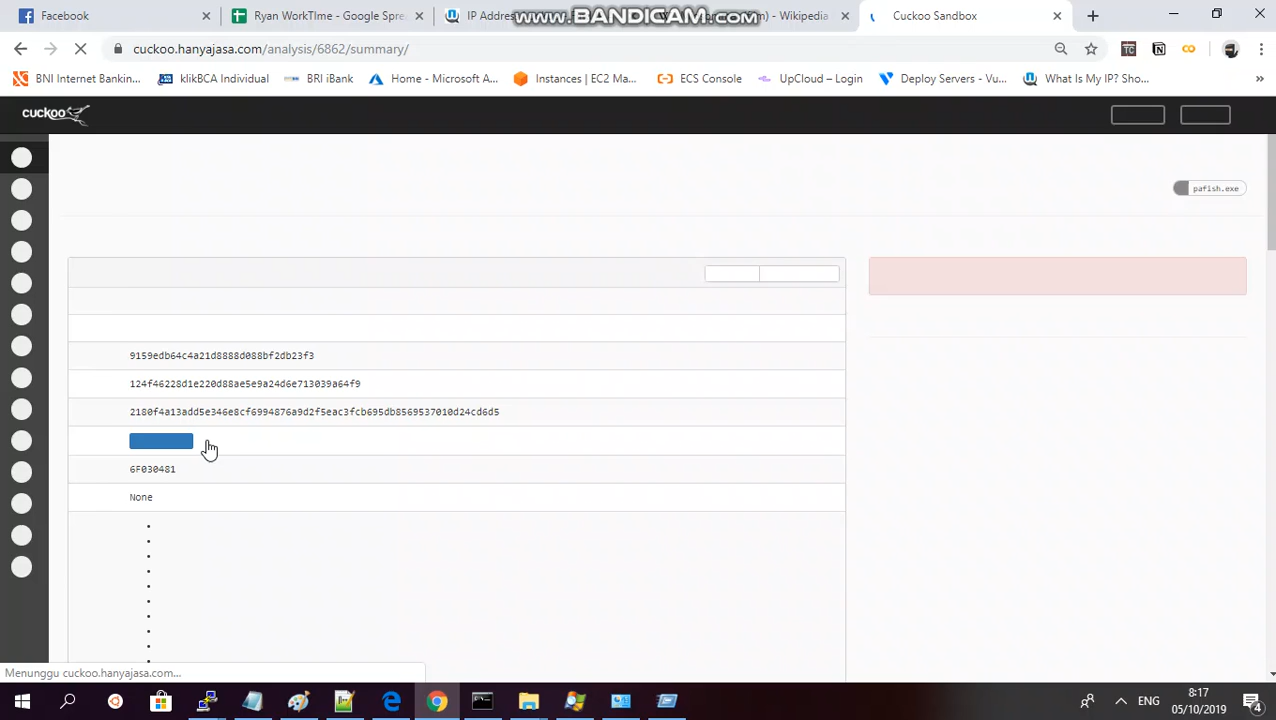 Facebook
Ryan WorkTIme - Google Spre
IP Address
Wikipedia
Cuckoo Sandbox
www.BANDICAM.com
cuckoo.hanyajasa.com/analysis/6862/summary/
TC
BNI Internet Bankin...
klikBCA Individual
BRI iBank
Home - Microsoft A...
Instances | EC2 Ma...
ECS Console
UpCloud – Login
Deploy Servers - Vu...
What Is My IP? Sho...
»
cuckoo
pafish.exe
9159edb64c4a21d8888d088bf2db23f3
124f46228d1e220d88ae5e9a24d6e713039a64f9
2180f4a13add5e346e8cf6994876a9d2f5eac3fcb695db8569537010d24cd6d5
6F030481
None
Menunggu cuckoo.hanyajasa.com...
ENG
8:17
05/10/2019
4